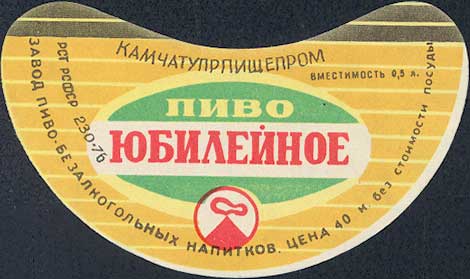 КАМЧАТУПРПИЩЕПРОМ
ВМЕСТИМОСТЬ 0,5 л.
ПИВО
ЮБИЛЕЙНОЕ
РСТ РСФСР 230-76
ЗАВОД ПИВО-БЕЗАЛКОГОЛЬНЫХ НАПИТКОВ. ЦЕНА 40 к без стоимости посуды